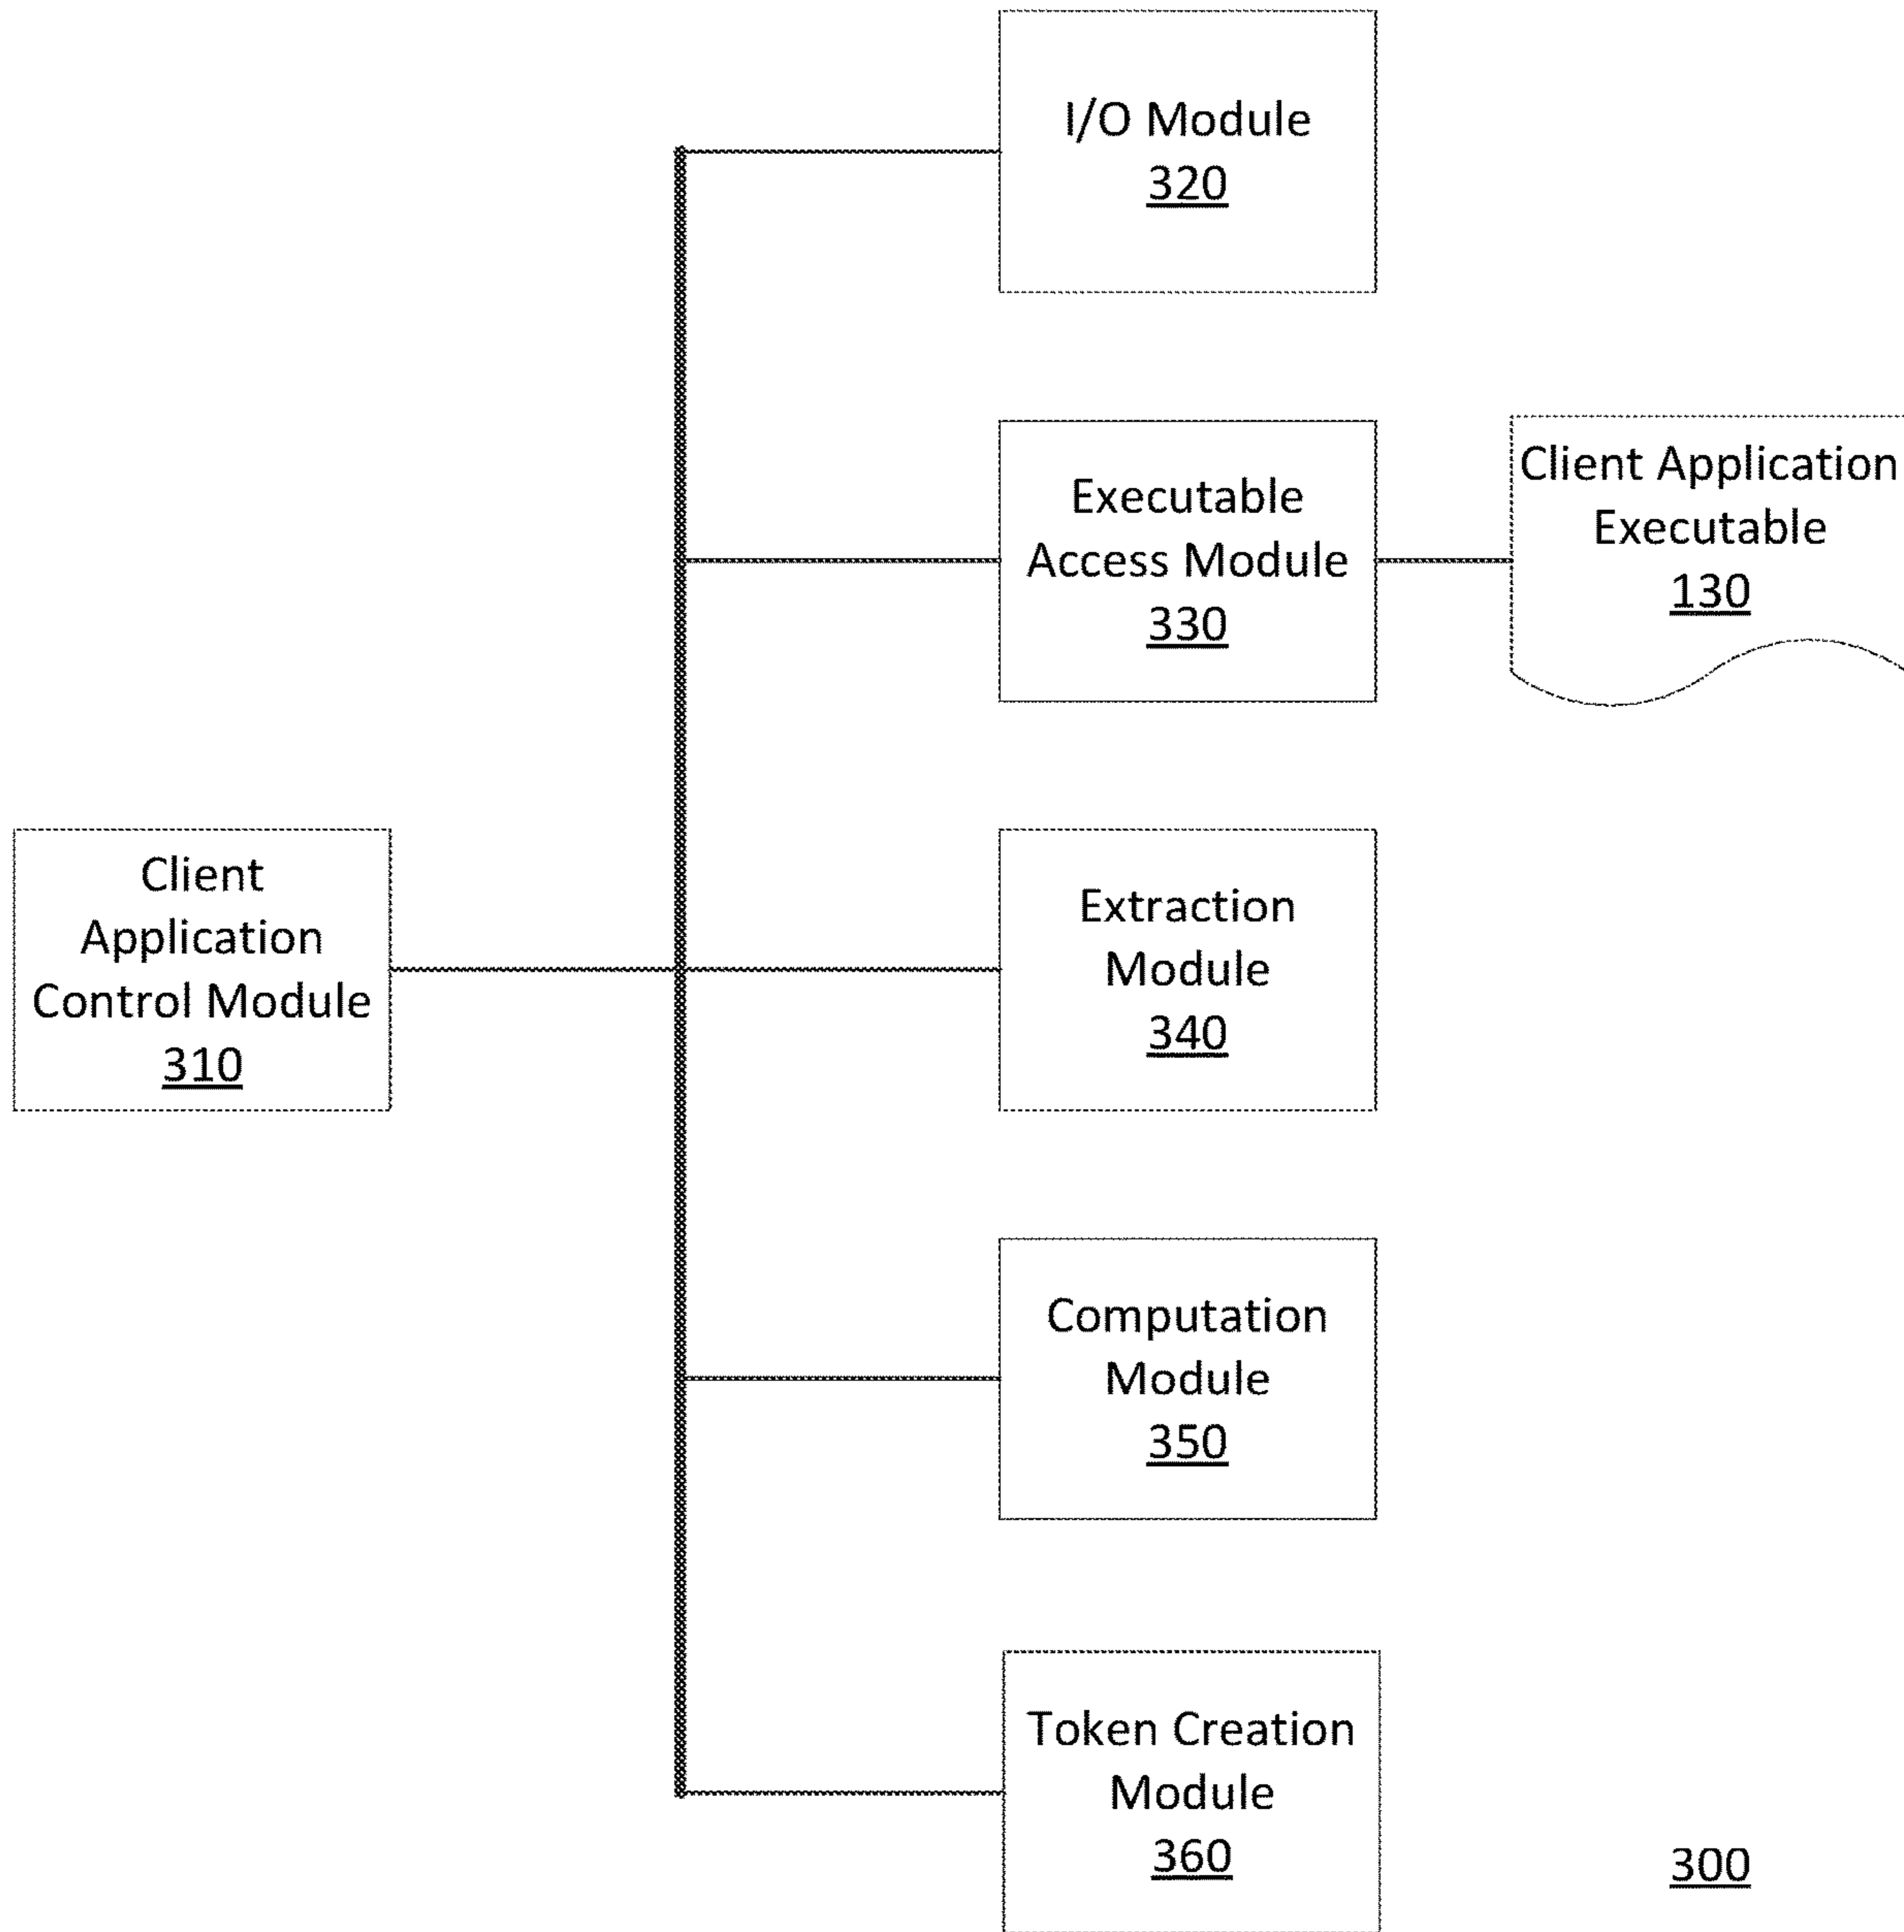 I/O Module
320
Executable
Access Module
330
Client Application
Executable
130
Client
Application
Control Module
310
Extraction
Module
340
Computation
Module
350
Token Creation
Module
360
300